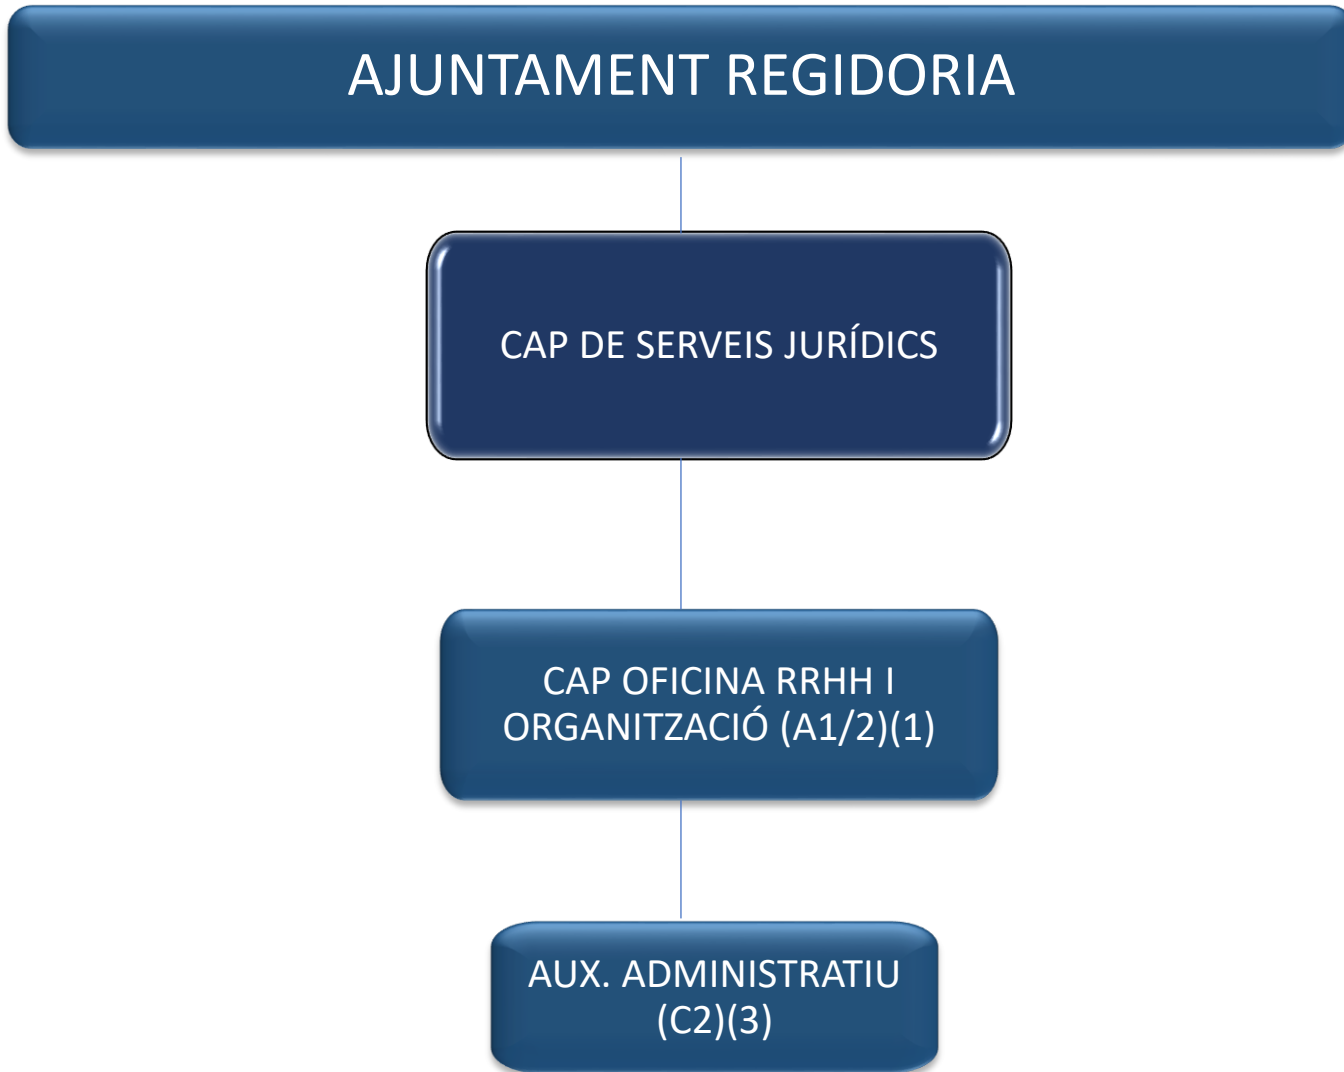 AJUNTAMENT REGIDORIA
CAP DE SERVEIS JURÍDICS
CAP OFICINA RRHH I
ORGANITZACIÓ (A1/2)(1)
AUX. ADMINISTRATIU
(C2)(3)